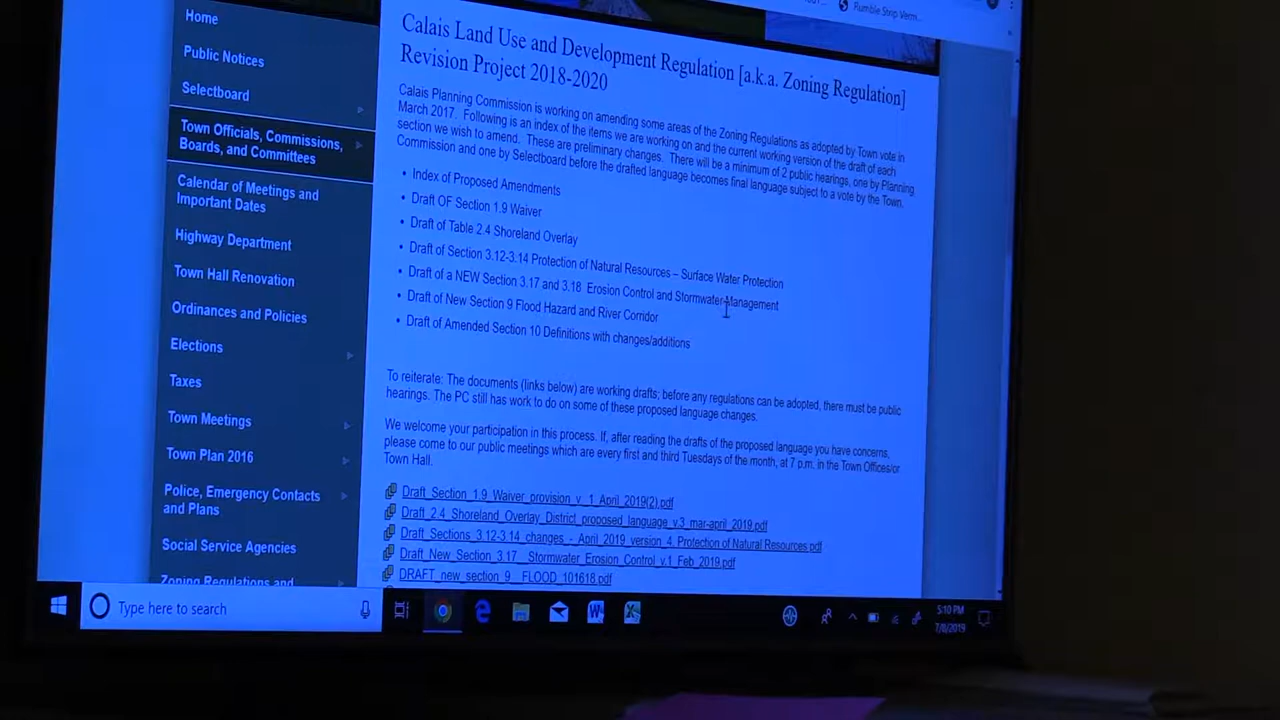 Rumble Strip Verm...
Home
Public Notices
Selectboard
Town Officials, Commissions,
Boards, and Committees
Calendar of Meetings and
Important Dates
Highway Department
Town Hall Renovation
Ordinances and Policies
Elections
Taxes
Town Meetings
Town Plan 2016
Police, Emergency Contacts
and Plans
Social Service Agencies
Zoning Regulations and
Calais Land Use and Development Regulation [a.k.a. Zoning Regulation]
Revision Project 2018-2020
Calais Planning Commission is working on amending some areas of the Zoning Regulations as adopted by Town vote in
March 2017. Following is an index of the items we are working on and the current working version of the draft of each
section we wish to amend. These are preliminary changes. There will be a minimum of 2 public hearings, one by Planning
Commission and one by Selectboard before the drafted language becomes final language subject to a vote by the Town.
• Index of Proposed Amendments
• Draft OF Section 1.9 Waiver
• Draft of Table 2.4 Shoreland Overlay
• Draft of Section 3.12-3.14 Protection of Natural Resources – Surface Water Protection
• Draft of a NEW Section 3.17 and 3.18 Erosion Control and Stormwater Management
• Draft of New Section 9 Flood Hazard and River Corridor
• Draft of Amended Section 10 Definitions with changes/additions
To reiterate: The documents (links below) are working drafts; before any regulations can be adopted, there must be public
hearings. The PC still has work to do on some of these proposed language changes.
We welcome your participation in this process. If, after reading the drafts of the proposed language you have concerns,
please come to our public meetings which are every first and third Tuesdays of the month, at 7 p.m. in the Town Offices/or
Town Hall.
Draft_Section_1.9_Waiver_provision_v_1_April_2019(2).pdf
Draft_2.4_Shoreland_Overlay_District_proposed_language_v.3_mar-april_2019.pdf
Draft_Sections_3.12-3.14_changes_-_April_2019_version_4_Protection of Natural Resources.pdf
Draft_New_Section_3.17__Stormwater_Erosion_Control_v.1_Feb_2019.pdf
DRAFT_new_section_9__FLOOD_101618.pdf
Type here to search
5:10 PM
7/8/2019